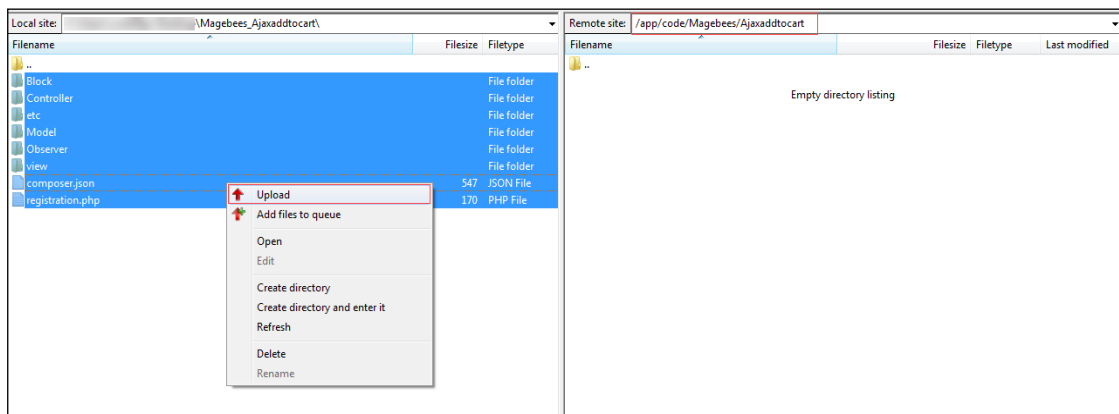 Local site: \Magebees_Ajaxaddtocart\
Filename Filesize Filetype
..
Block File folder
Controller File folder
etc File folder
Model File folder
Observer File folder
view File folder
composer.json 547 JSON File
registration.php 170 PHP File
Upload
Add files to queue
Open
Edit
Create directory
Create directory and enter it
Refresh
Delete
Rename
Remote site: /app/code/Magebees/Ajaxaddtocart
Filename Filesize Filetype Last modified
..
Empty directory listing